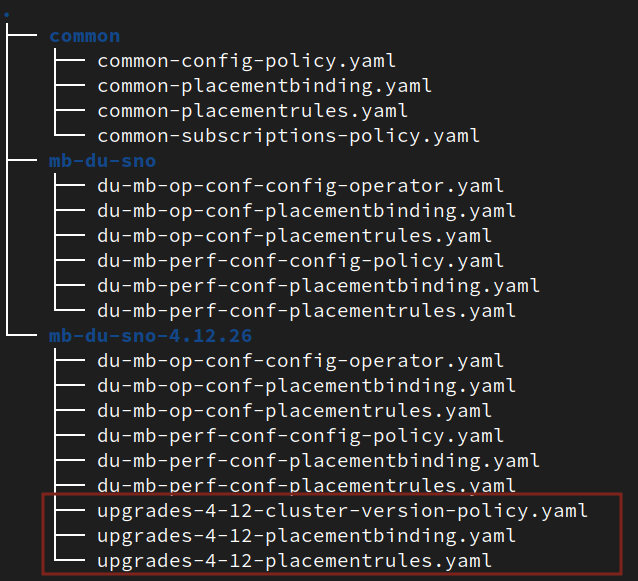 .
common
common-config-policy.yaml
common-placementbinding.yaml
common-placementrules.yaml
common-subscriptions-policy.yaml
mb-du-sno
du-mb-op-conf-config-operator.yaml
du-mb-op-conf-placementbinding.yaml
du-mb-op-conf-placementrules.yaml
du-mb-perf-conf-config-policy.yaml
du-mb-perf-conf-placementbinding.yaml
du-mb-perf-conf-placementrules.yaml
mb-du-sno-4.12.26
du-mb-op-conf-config-operator.yaml
du-mb-op-conf-placementbinding.yaml
du-mb-op-conf-placementrules.yaml
du-mb-perf-conf-config-policy.yaml
du-mb-perf-conf-placementbinding.yaml
du-mb-perf-conf-placementrules.yaml
upgrades-4-12-cluster-version-policy.yaml
upgrades-4-12-placementbinding.yaml
upgrades-4-12-placementrules.yaml